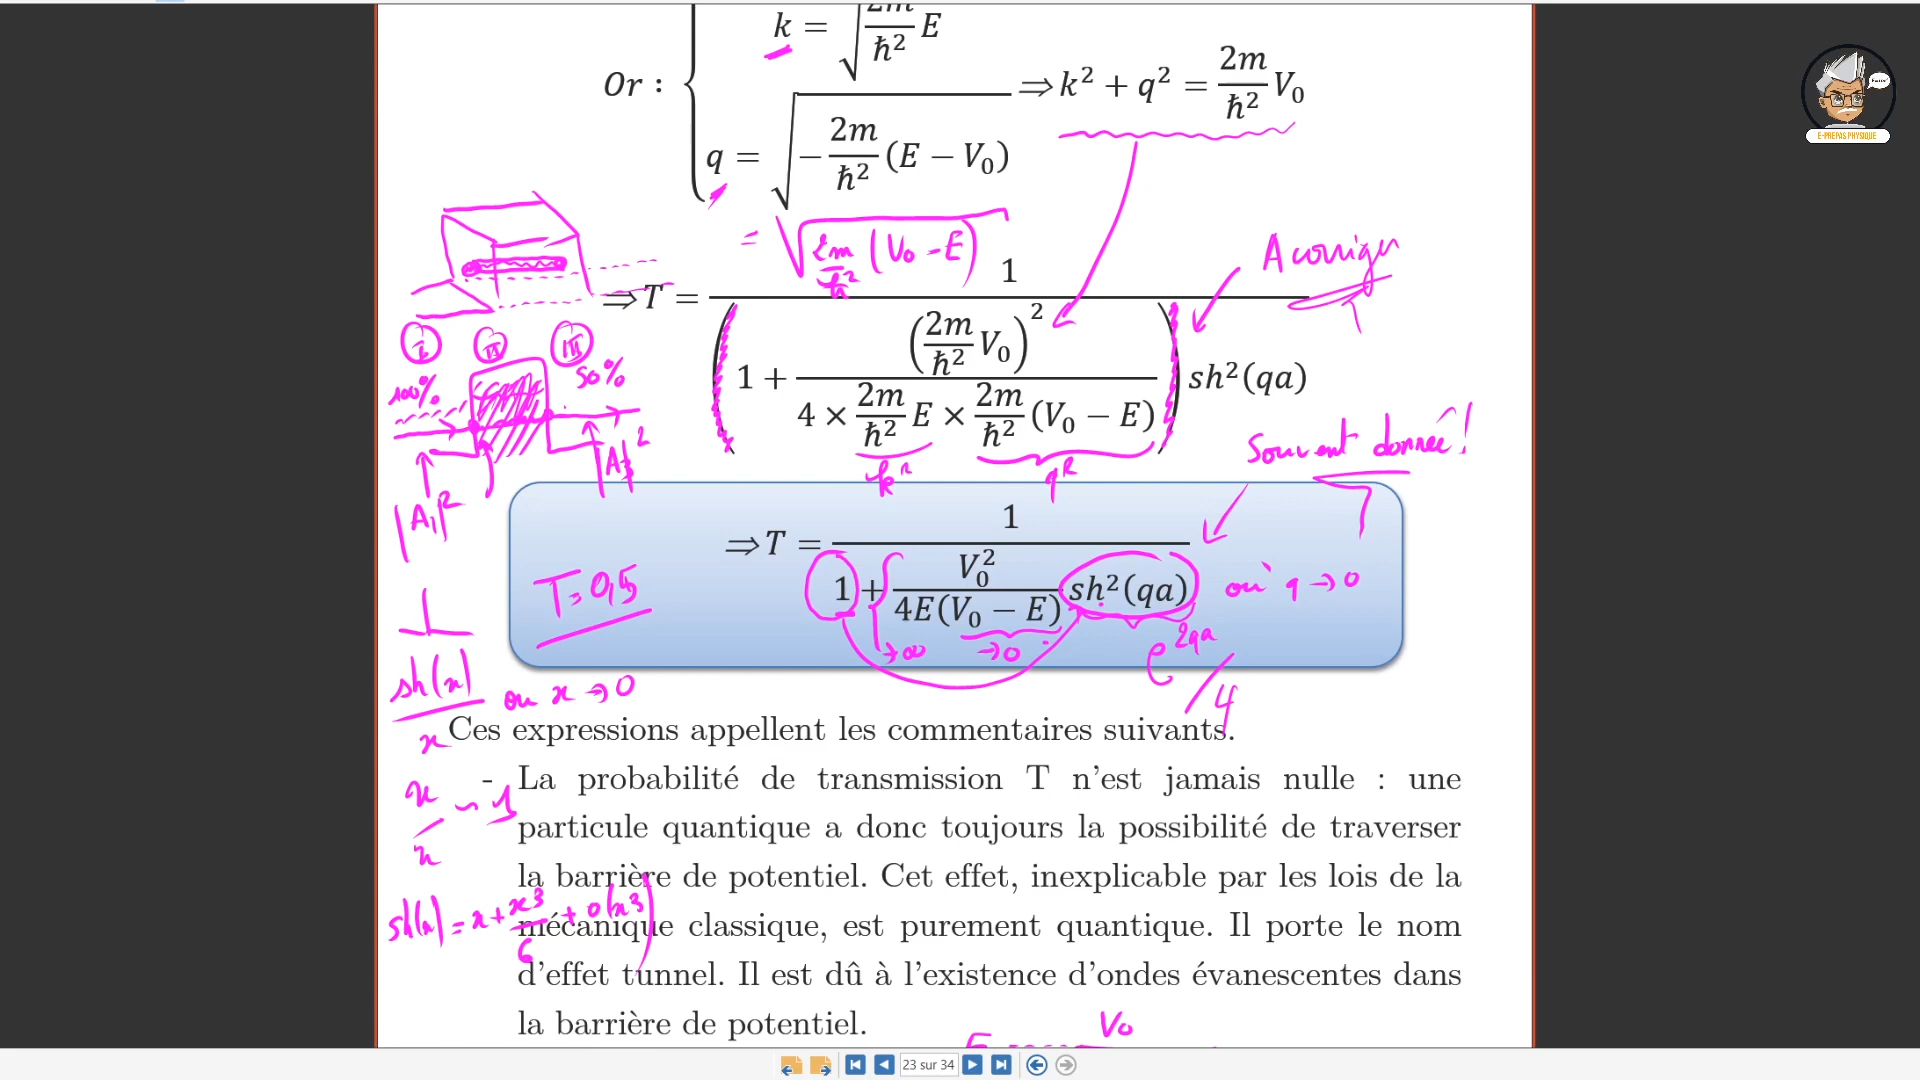 k = √(2m/ħ² E)
Or : { ⇒ k² + q² = 2m/ħ² V₀
q = √(−2m/ħ² (E − V₀))
= √(2m/ħ² (V₀ - E))
A corriger
⇒ T = 1 / (1 + (2m/ħ² V₀)² / (4 × 2m/ħ² E × 2m/ħ² (V₀ − E))) sh²(qa)
I II III
100% 50%
k² q²
|A₁|² |A₃|²
Souvent donnée !
⇒ T = 1 / (1 + V₀² / (4E(V₀ − E)) sh²(qa))
T = 0,5
où q → 0
→ ∞ → 0 e^2qa / 4
sh(x) / x ou x → 0
x / x ~ 1
sh(x) = x + x³/6 + o(x³)
Ces expressions appellent les commentaires suivants.
- La probabilité de transmission T n'est jamais nulle : une
particule quantique a donc toujours la possibilité de traverser
la barrière de potentiel. Cet effet, inexplicable par les lois de la
mécanique classique, est purement quantique. Il porte le nom
d'effet tunnel. Il est dû à l'existence d'ondes évanescentes dans
la barrière de potentiel.
V₀
23 sur 34
E-PREPAS PHYSIQUE